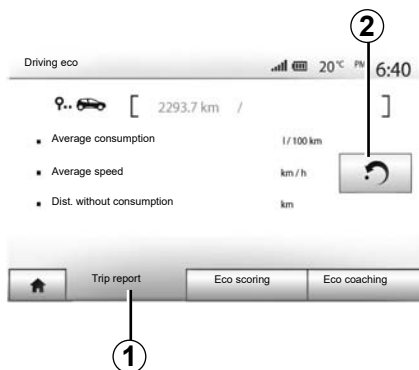 2
Driving eco 20°C PM 6:40
[ 2293.7 km / ]
Average consumption l / 100 km
Average speed km / h
Dist. without consumption km
Trip report Eco scoring Eco coaching
1